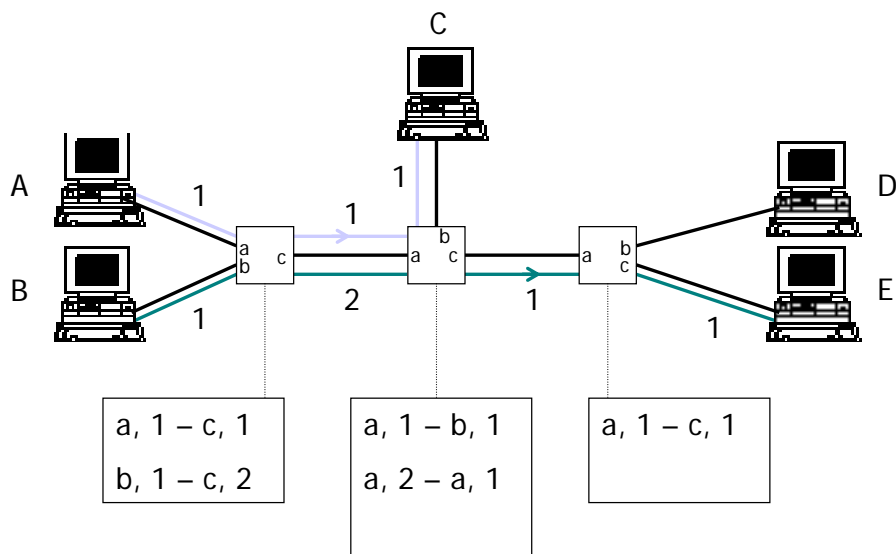 C
A
1
1
1
D
a
b
c
b
a
c
a
b
c
B
1
2
1
1
E
a, 1 – c, 1
b, 1 – c, 2
a, 1 – b, 1
a, 2 – a, 1
a, 1 – c, 1